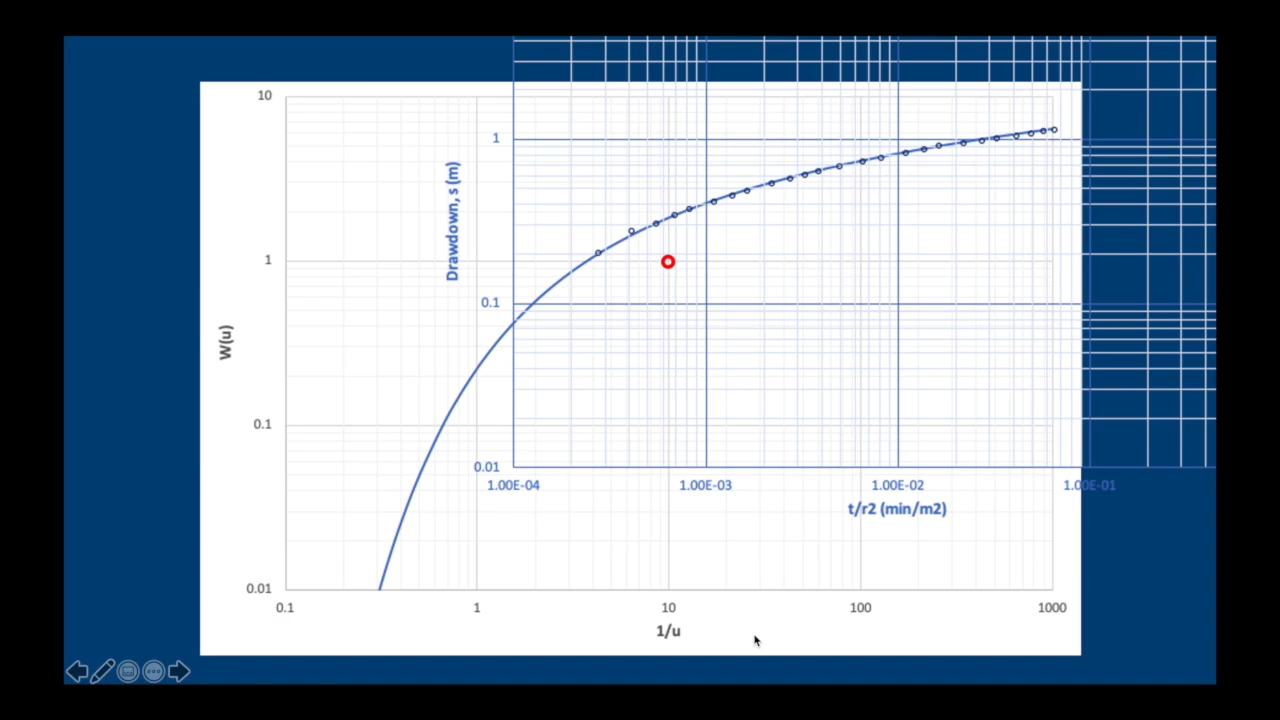 10
1
Drawdown, s (m)
1
0.1
W(u)
0.1
0.01
1.00E-04 1.00E-03 1.00E-02 1.00E-01
t/r2 (min/m2)
0.01
0.1 1 10 100 1000
1/u